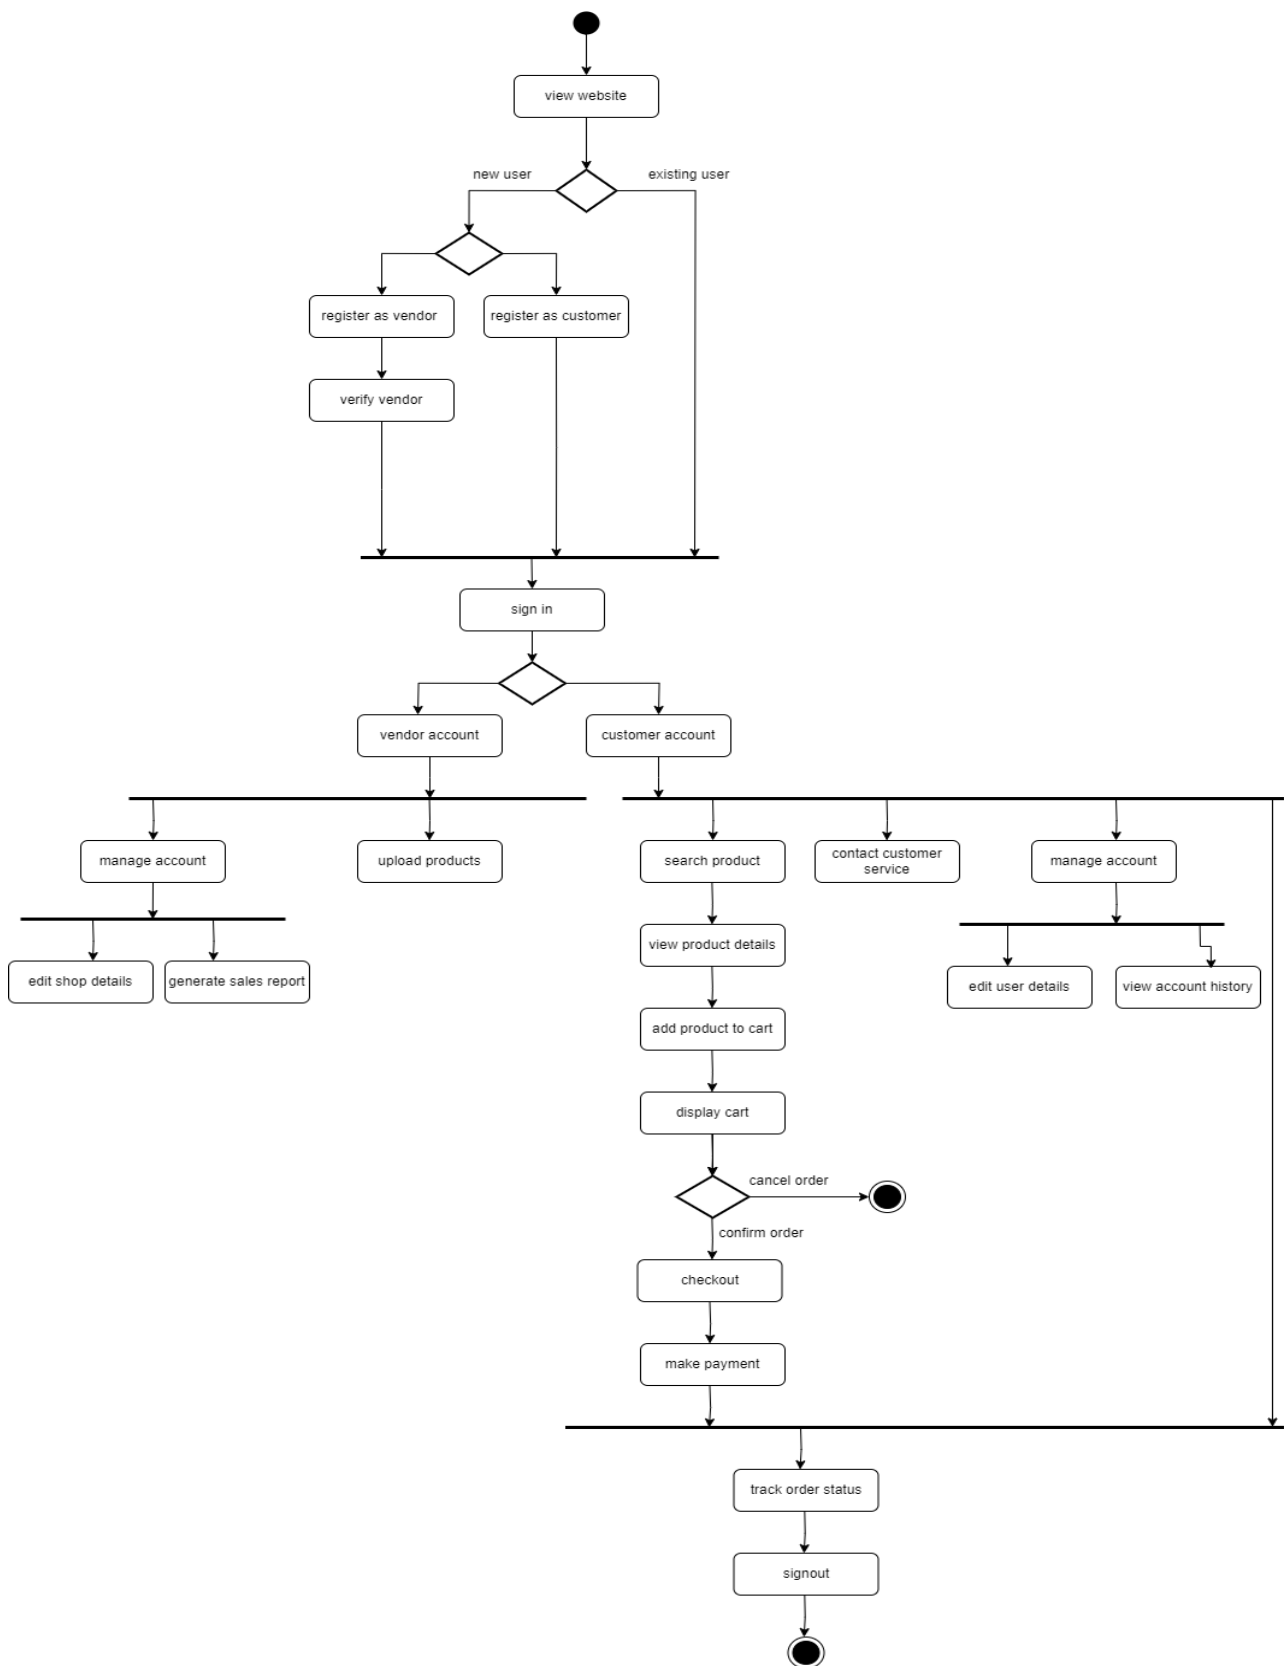 view website
new user
existing user
register as vendor
register as customer
verify vendor
sign in
vendor account
customer account
manage account
upload products
search product
contact customer
service
manage account
view product details
edit shop details
generate sales report
edit user details
view account history
add product to cart
display cart
cancel order
confirm order
checkout
make payment
track order status
signout